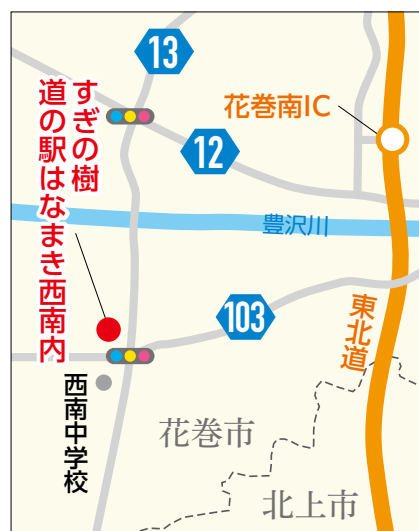 13
花巻南IC
12
すぎの樹
道の駅はなまき西南内
豊沢川
103
東北道
西南中学校
花巻市
北上市